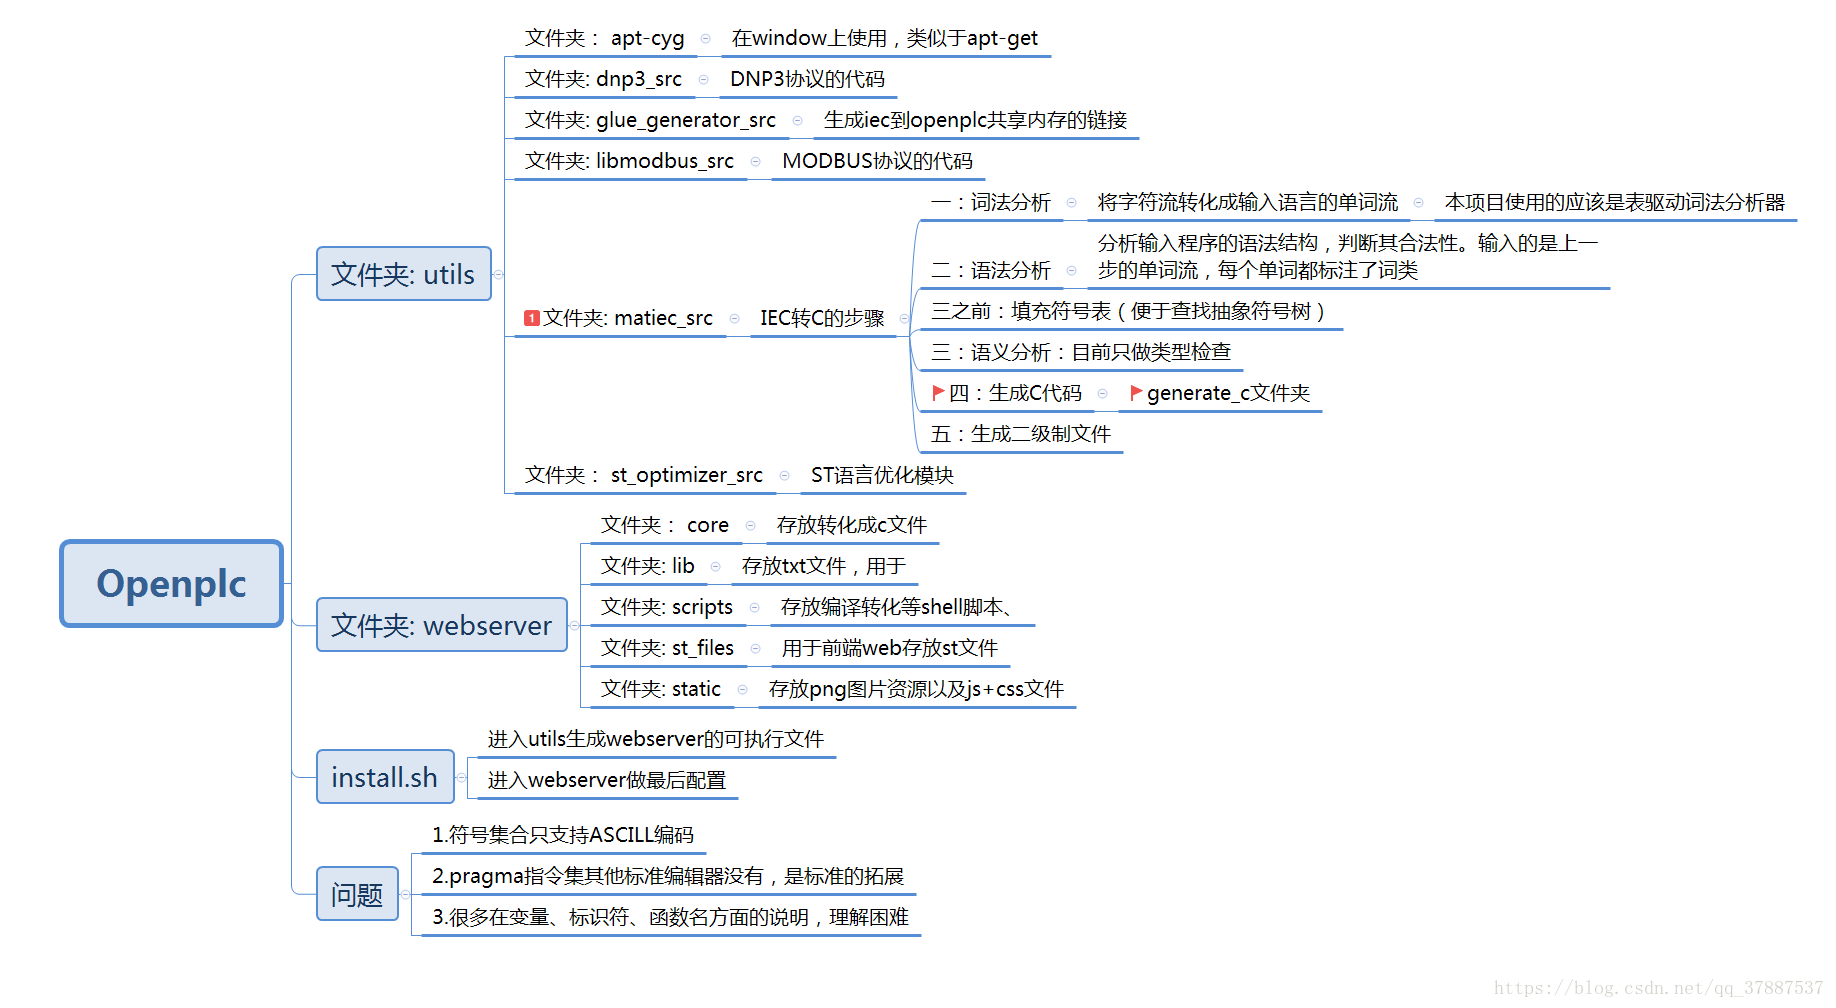 文件夹： apt-cyg
在window上使用，类似于apt-get
文件夹: dnp3_src
DNP3协议的代码
文件夹: glue_generator_src
生成iec到openplc共享内存的链接
文件夹: libmodbus_src
MODBUS协议的代码
文件夹: utils
1
文件夹: matiec_src
IEC转C的步骤
一：词法分析
将字符流转化成输入语言的单词流
本项目使用的应该是表驱动词法分析器
二：语法分析
分析输入程序的语法结构，判断其合法性。输入的是上一
步的单词流，每个单词都标注了词类
三之前：填充符号表（便于查找抽象符号树）
三：语义分析：目前只做类型检查
四：生成C代码
generate_c文件夹
五：生成二级制文件
文件夹： st_optimizer_src
ST语言优化模块
Openplc
文件夹: webserver
文件夹： core
存放转化成c文件
文件夹: lib
存放txt文件，用于
文件夹: scripts
存放编译转化等shell脚本、
文件夹: st_files
用于前端web存放st文件
文件夹: static
存放png图片资源以及js+css文件
install.sh
进入utils生成webserver的可执行文件
进入webserver做最后配置
问题
1.符号集合只支持ASCILL编码
2.pragma指令集其他标准编辑器没有，是标准的拓展
3.很多在变量、标识符、函数名方面的说明，理解困难
https://blog.csdn.net/qq_37887537